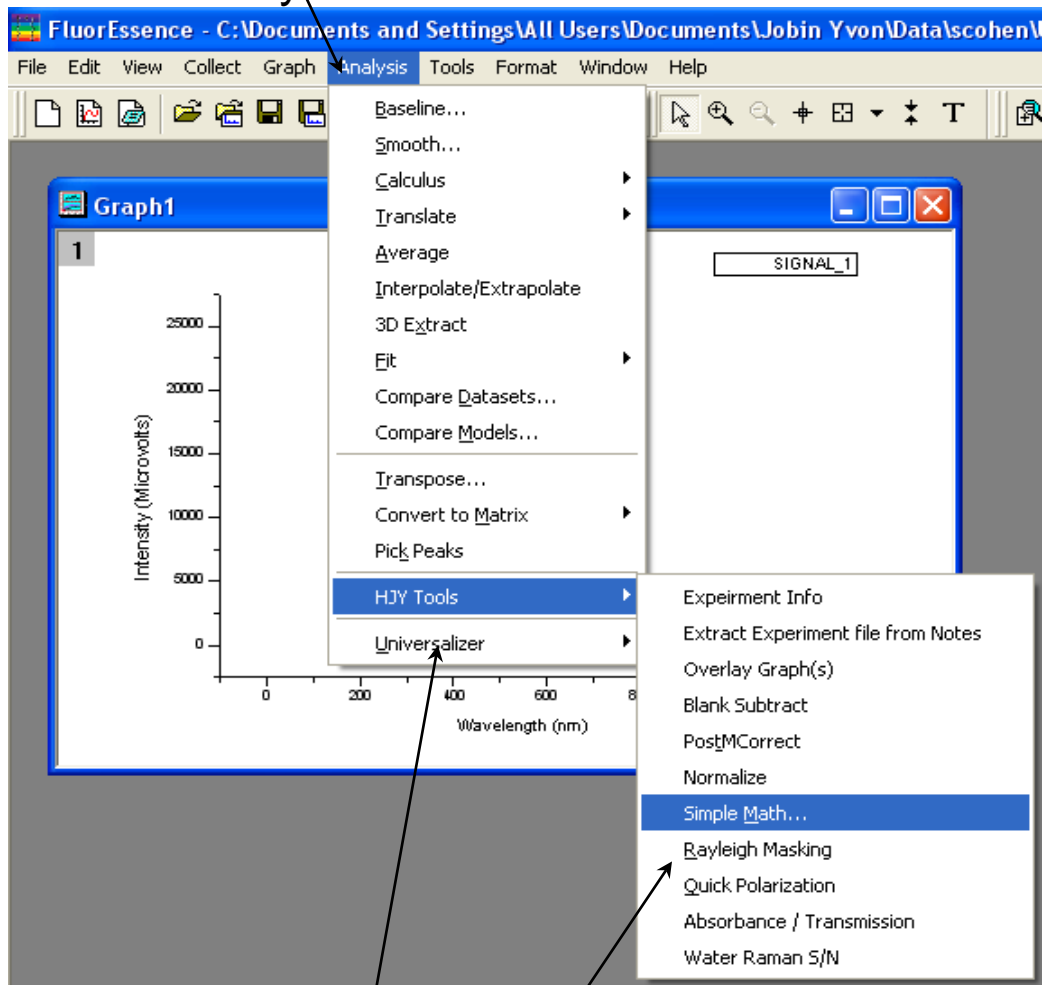 FluorEssence - C:\Documents and Settings\All Users\Documents\Jobin Yvon\Data\scohen\
File Edit View Collect Graph Analysis Tools Format Window Help
T
Baseline...
Smooth...
Calculus
Translate
Average
Interpolate/Extrapolate
3D Extract
Fit
Compare Datasets...
Compare Models...
Transpose...
Convert to Matrix
Pick Peaks
HJY Tools
Universalizer
Graph1
1
SIGNAL_1
25000
20000
15000
10000
5000
0
Intensity (Microvolts)
0 200 400 600 8
Wavelength (nm)
Expeirment Info
Extract Experiment file from Notes
Overlay Graph(s)
Blank Subtract
PostMCorrect
Normalize
Simple Math...
Rayleigh Masking
Quick Polarization
Absorbance / Transmission
Water Raman S/N